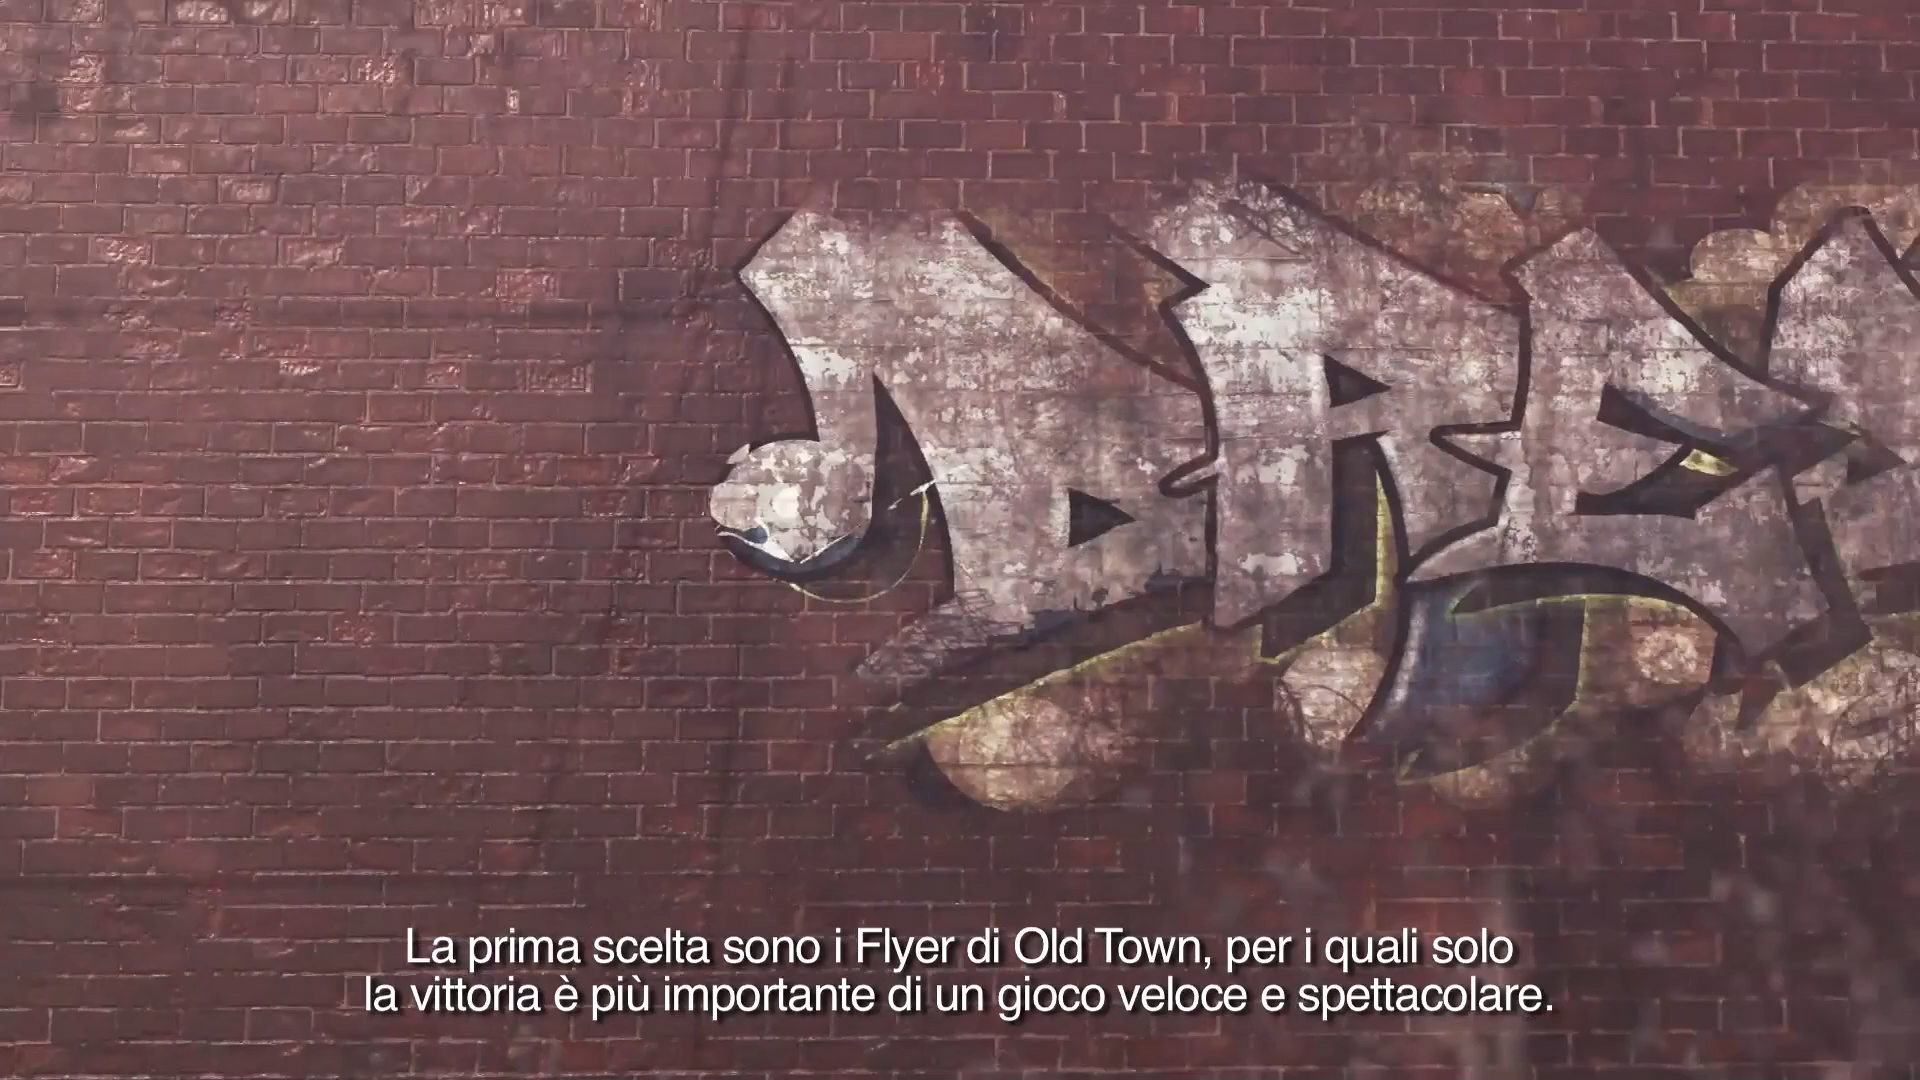 La prima scelta sono i Flyer di Old Town, per i quali solo
la vittoria è più importante di un gioco veloce e spettacolare.